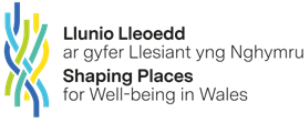 Llunio Lleoedd
ar gyfer Llesiant yng Nghymru
Shaping Places
for Well-being in Wales